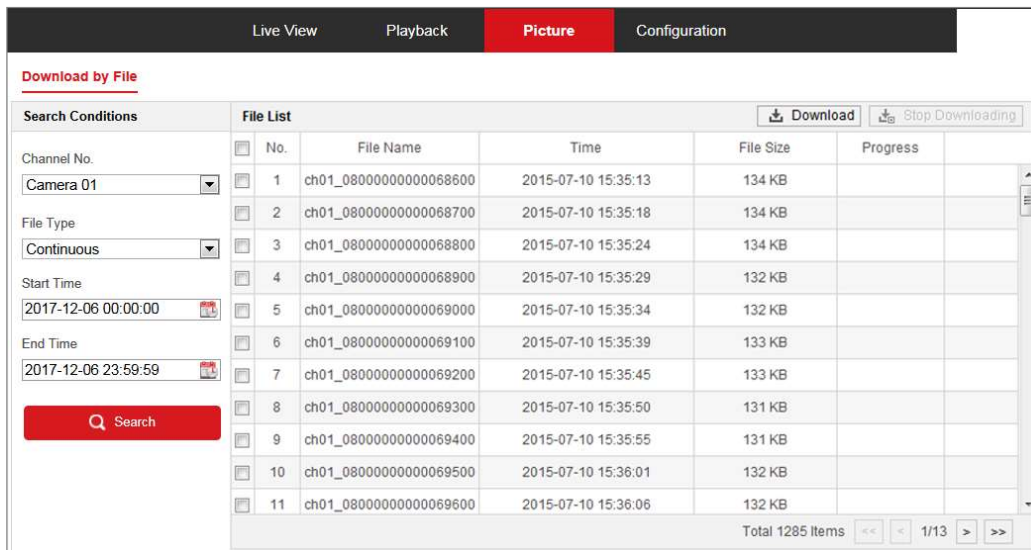 Live View Playback Picture Configuration
Download by File
Search Conditions
Channel No.
Camera 01
File Type
Continuous
Start Time
2017-12-06 00:00:00
End Time
2017-12-06 23:59:59
Search
File List Download Stop Downloading
No. File Name Time File Size Progress
1 ch01_08000000000068600 2015-07-10 15:35:13 134 KB
2 ch01_08000000000068700 2015-07-10 15:35:18 134 KB
3 ch01_08000000000068800 2015-07-10 15:35:24 134 KB
4 ch01_08000000000068900 2015-07-10 15:35:29 132 KB
5 ch01_08000000000069000 2015-07-10 15:35:34 132 KB
6 ch01_08000000000069100 2015-07-10 15:35:39 133 KB
7 ch01_08000000000069200 2015-07-10 15:35:45 133 KB
8 ch01_08000000000069300 2015-07-10 15:35:50 131 KB
9 ch01_08000000000069400 2015-07-10 15:35:55 131 KB
10 ch01_08000000000069500 2015-07-10 15:36:01 132 KB
11 ch01_08000000000069600 2015-07-10 15:36:06 132 KB
Total 1285 Items << < 1/13 > >>